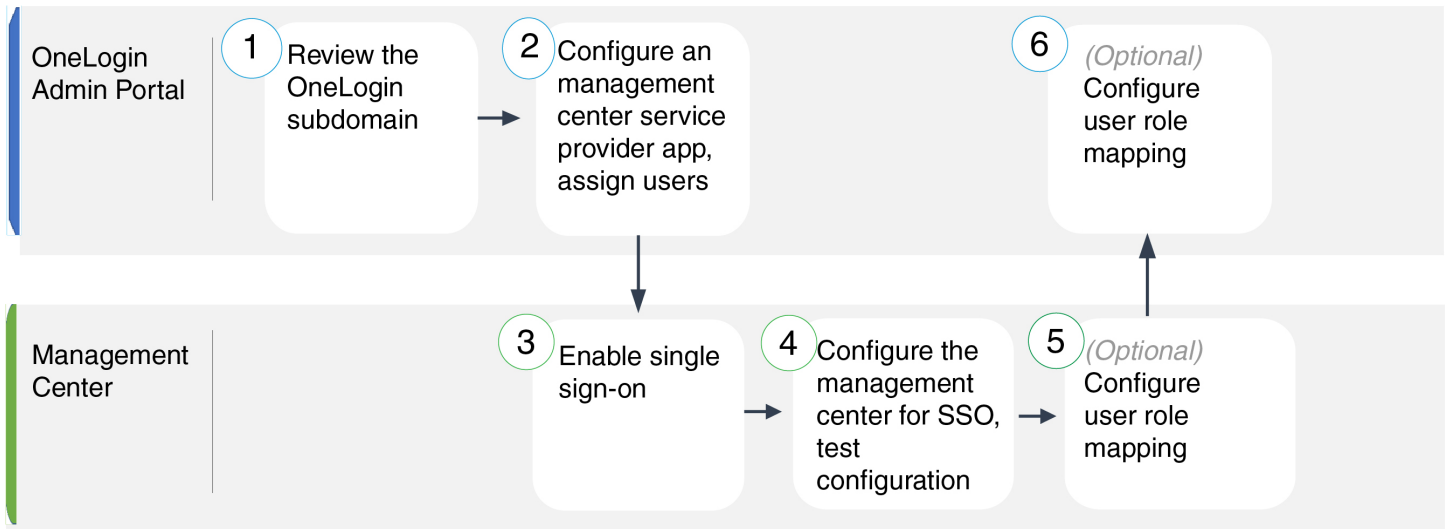 OneLogin
Admin Portal
1
Review the
OneLogin
subdomain
2
Configure an
management
center service
provider app,
assign users
6
(Optional)
Configure
user role
mapping
Management
Center
3
Enable single
sign-on
4
Configure the
management
center for SSO,
test
configuration
5
(Optional)
Configure
user role
mapping